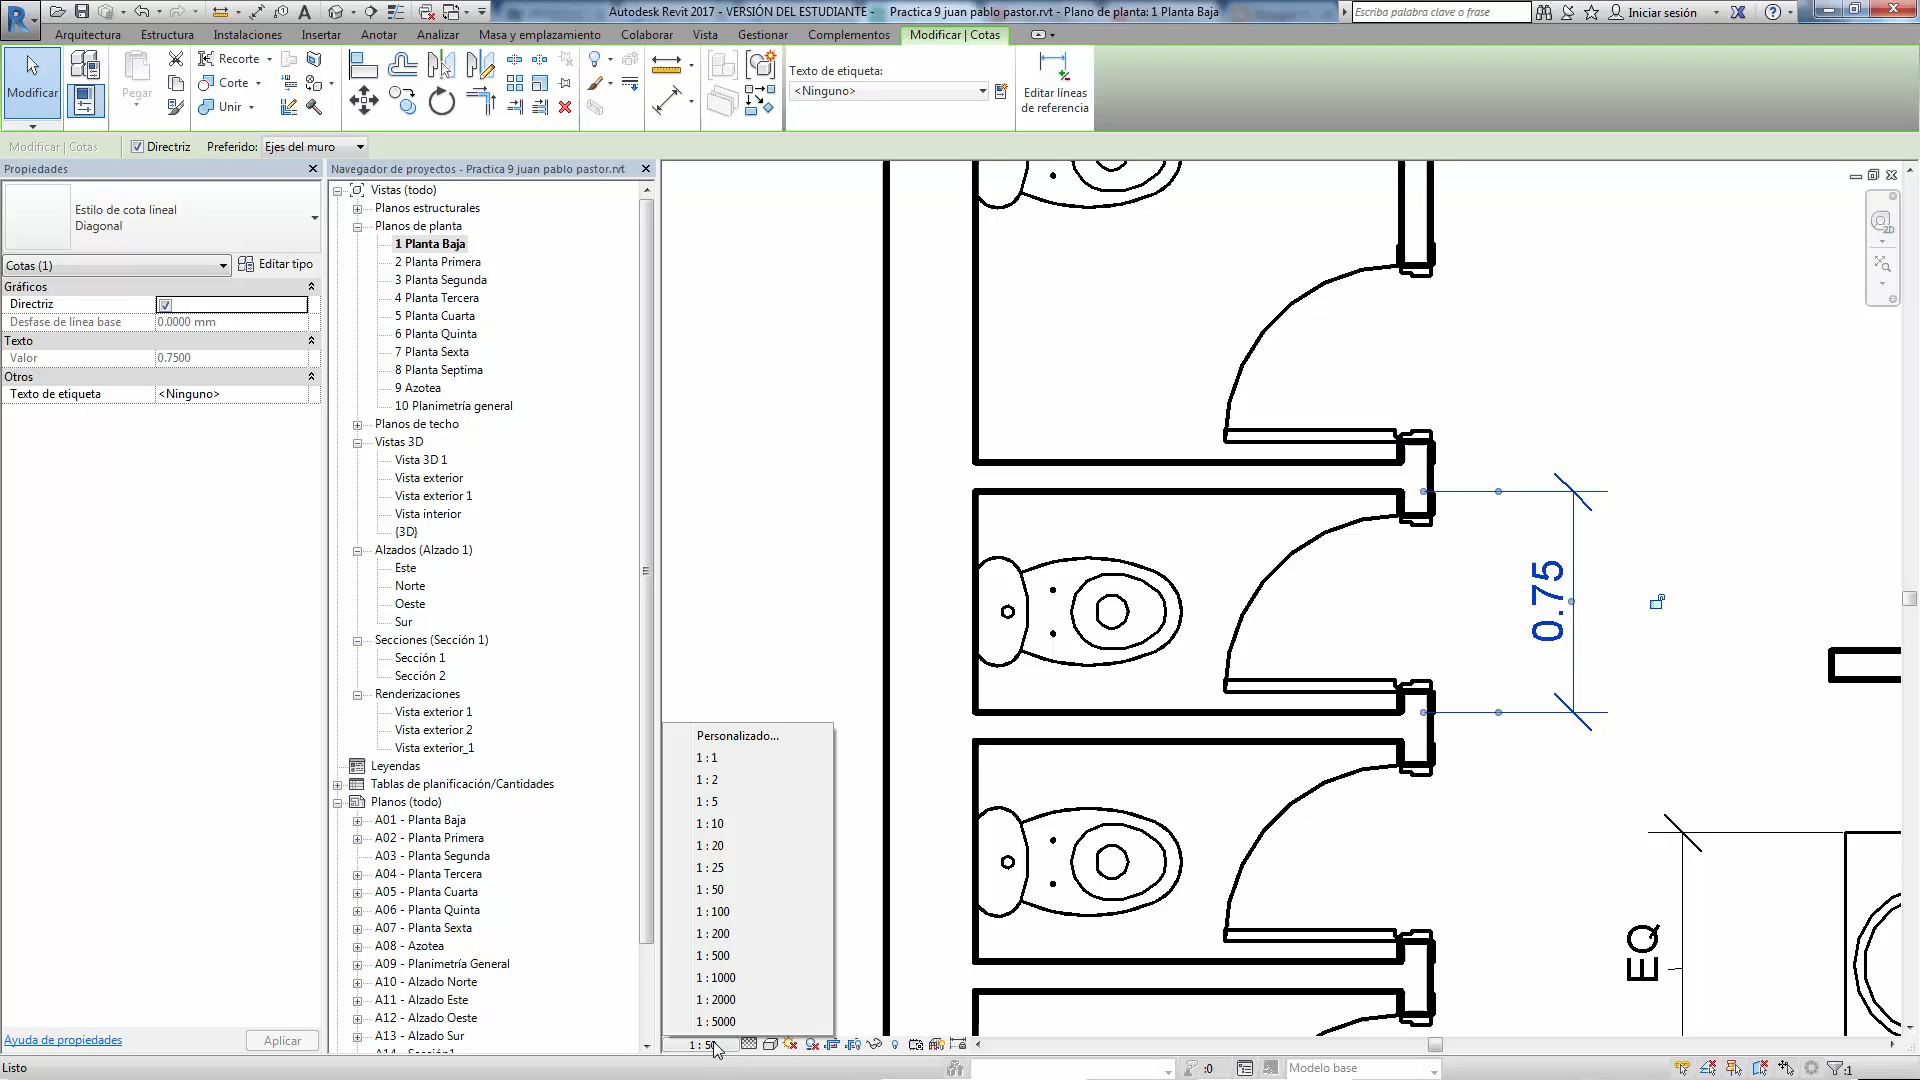 Autodesk Revit 2017 - VERSIÓN DEL ESTUDIANTE - Practica 9 juan pablo pastor.rvt - Plano de planta: 1 Planta Baja
Escriba palabra clave o frase
Iniciar sesión
Arquitectura Estructura Instalaciones Insertar Anotar Analizar Masa y emplazamiento Colaborar Vista Gestionar Complementos Modificar | Cotas
Modificar
Pegar
Recorte
Corte
Unir
Texto de etiqueta:
<Ninguno>
Editar líneas
de referencia
Modificar | Cotas
Directriz
Preferido: Ejes del muro
Propiedades
Estilo de cota lineal
Diagonal
Cotas (1)
Editar tipo
Gráficos
Directriz
Desfase de línea base 0.0000 mm
Texto
Valor 0.7500
Otros
Texto de etiqueta <Ninguno>
Ayuda de propiedades
Aplicar
Navegador de proyectos - Practica 9 juan pablo pastor.rvt
Vistas (todo)
Planos estructurales
Planos de planta
1 Planta Baja
2 Planta Primera
3 Planta Segunda
4 Planta Tercera
5 Planta Cuarta
6 Planta Quinta
7 Planta Sexta
8 Planta Septima
9 Azotea
10 Planimetría general
Planos de techo
Vistas 3D
Vista 3D 1
Vista exterior
Vista exterior 1
Vista interior
{3D}
Alzados (Alzado 1)
Este
Norte
Oeste
Sur
Secciones (Sección 1)
Sección 1
Sección 2
Renderizaciones
Vista exterior 1
Vista exterior 2
Vista exterior_1
Leyendas
Tablas de planificación/Cantidades
Planos (todo)
A01 - Planta Baja
A02 - Planta Primera
A03 - Planta Segunda
A04 - Planta Tercera
A05 - Planta Cuarta
A06 - Planta Quinta
A07 - Planta Sexta
A08 - Azotea
A09 - Planimetría General
A10 - Alzado Norte
A11 - Alzado Este
A12 - Alzado Oeste
A13 - Alzado Sur
Personalizado...
1 : 1
1 : 2
1 : 5
1 : 10
1 : 20
1 : 25
1 : 50
1 : 100
1 : 200
1 : 500
1 : 1000
1 : 2000
1 : 5000
1 : 50
0.75
EQ
2D
Listo
:0
Modelo base
:1